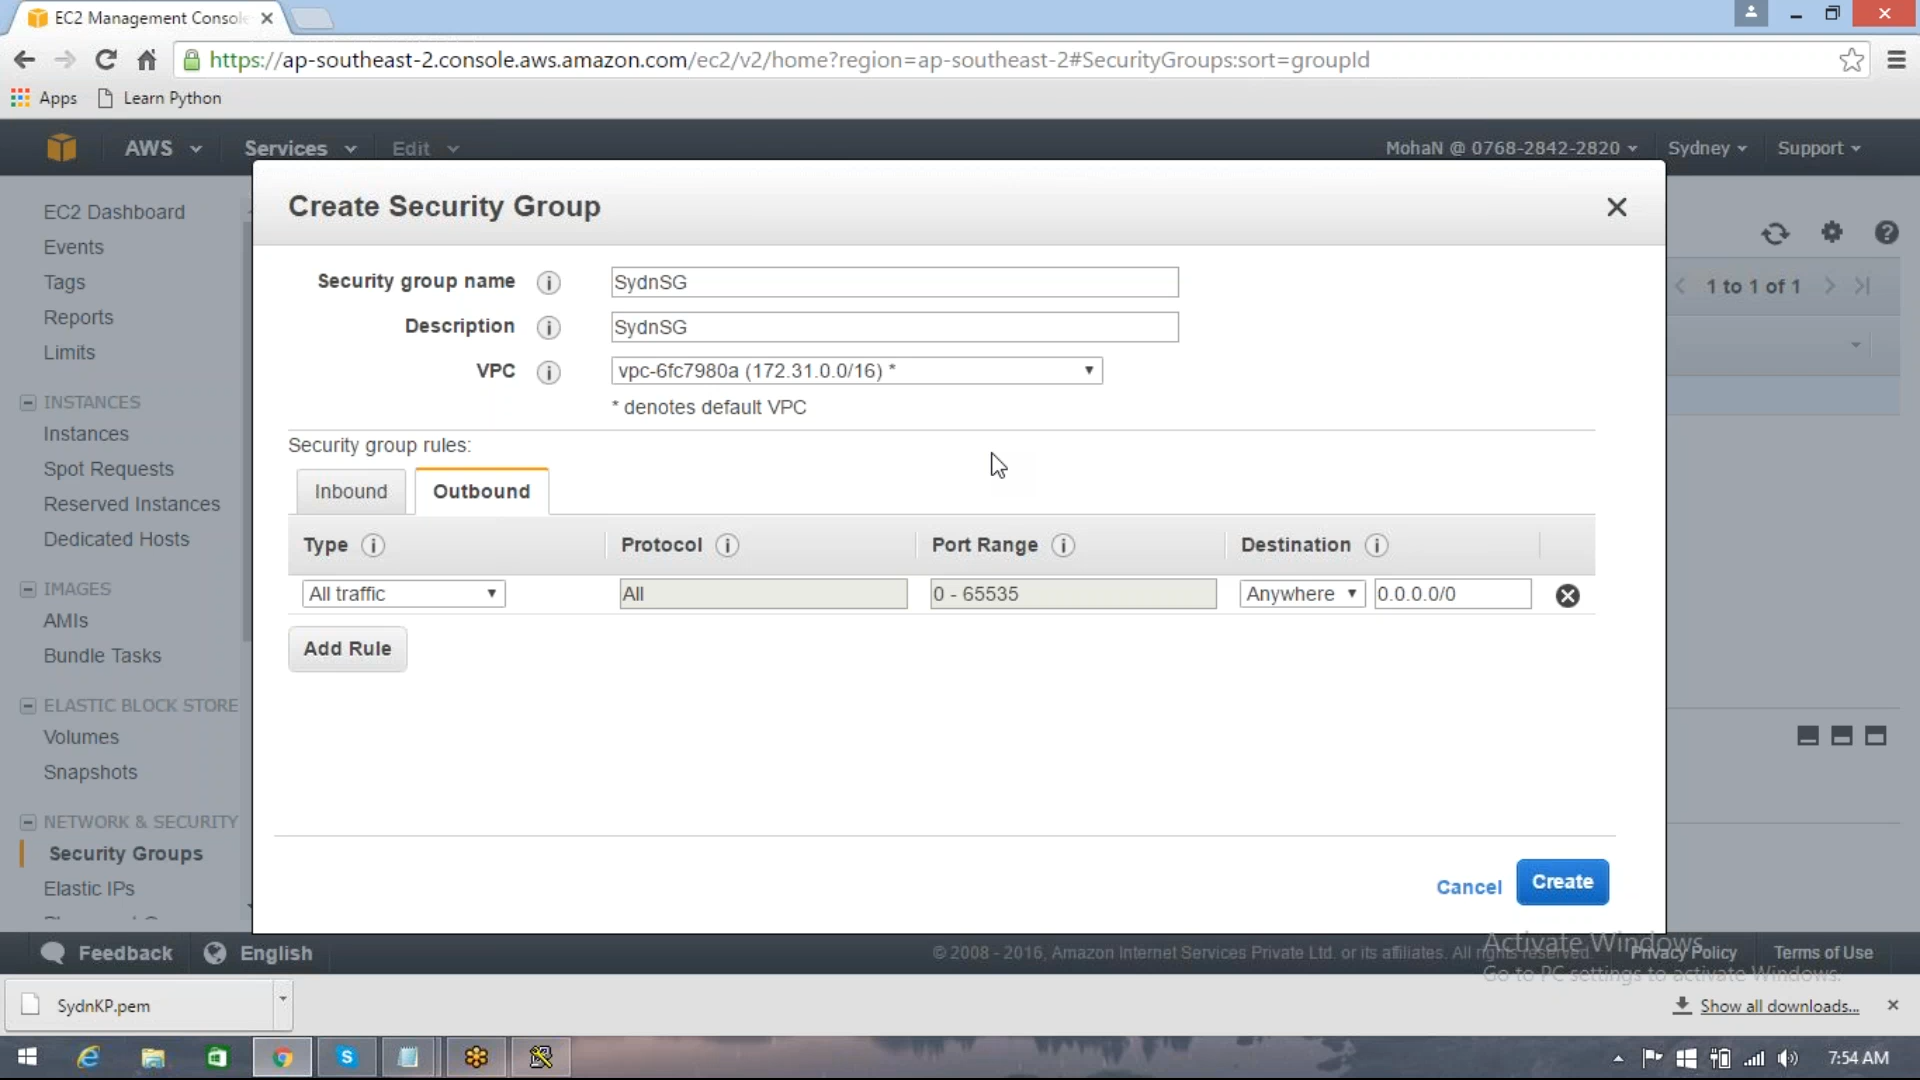 EC2 Management Console
https://ap-southeast-2.console.aws.amazon.com/ec2/v2/home?region=ap-southeast-2#SecurityGroups:sort=groupId
Apps
Learn Python
AWS
Services
Edit
MohaN @ 0768-2842-2820
Sydney
Support
EC2 Dashboard
Events
Tags
Reports
Limits
INSTANCES
Instances
Spot Requests
Reserved Instances
Dedicated Hosts
IMAGES
AMIs
Bundle Tasks
ELASTIC BLOCK STORE
Volumes
Snapshots
NETWORK & SECURITY
Security Groups
Elastic IPs
1 to 1 of 1
Create Security Group
Security group name
SydnSG
Description
SydnSG
VPC
vpc-6fc7980a (172.31.0.0/16) *
* denotes default VPC
Security group rules:
Inbound
Outbound
Type
Protocol
Port Range
Destination
All traffic
All
0 - 65535
Anywhere
0.0.0.0/0
Add Rule
Cancel
Create
Feedback
English
© 2008 - 2016, Amazon Internet Services Private Ltd. or its affiliates. All rights reserved.
Privacy Policy
Terms of Use
Activate Windows
Go to PC settings to activate Windows.
SydnKP.pem
Show all downloads...
7:54 AM